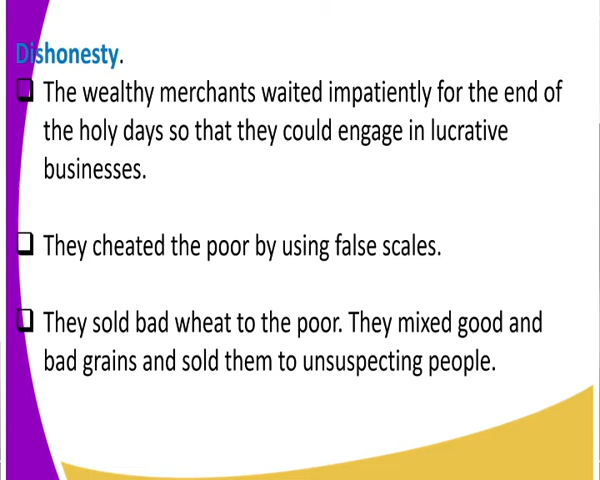 Dishonesty.
❑ The wealthy merchants waited impatiently for the end of
the holy days so that they could engage in lucrative
businesses.
❑ They cheated the poor by using false scales.
❑ They sold bad wheat to the poor. They mixed good and
bad grains and sold them to unsuspecting people.